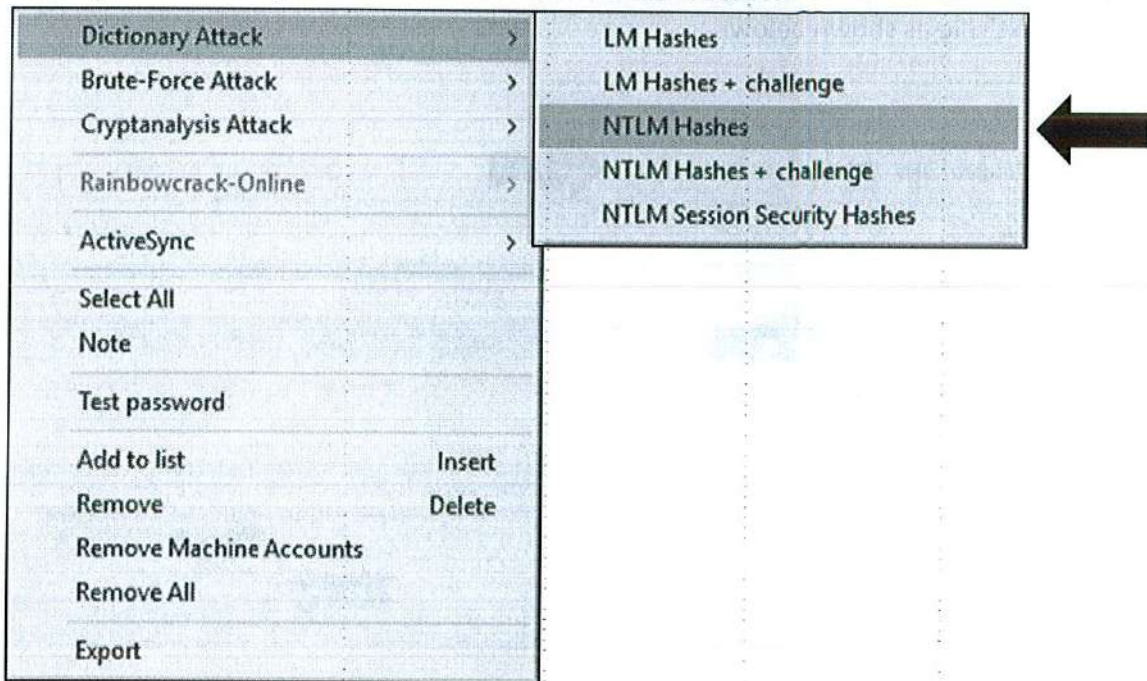 Dictionary Attack >
Brute-Force Attack >
Cryptanalysis Attack >
Rainbowcrack-Online >
ActiveSync >
Select All
Note
Test password
Add to list Insert
Remove Delete
Remove Machine Accounts
Remove All
Export
LM Hashes
LM Hashes + challenge
NTLM Hashes
NTLM Hashes + challenge
NTLM Session Security Hashes